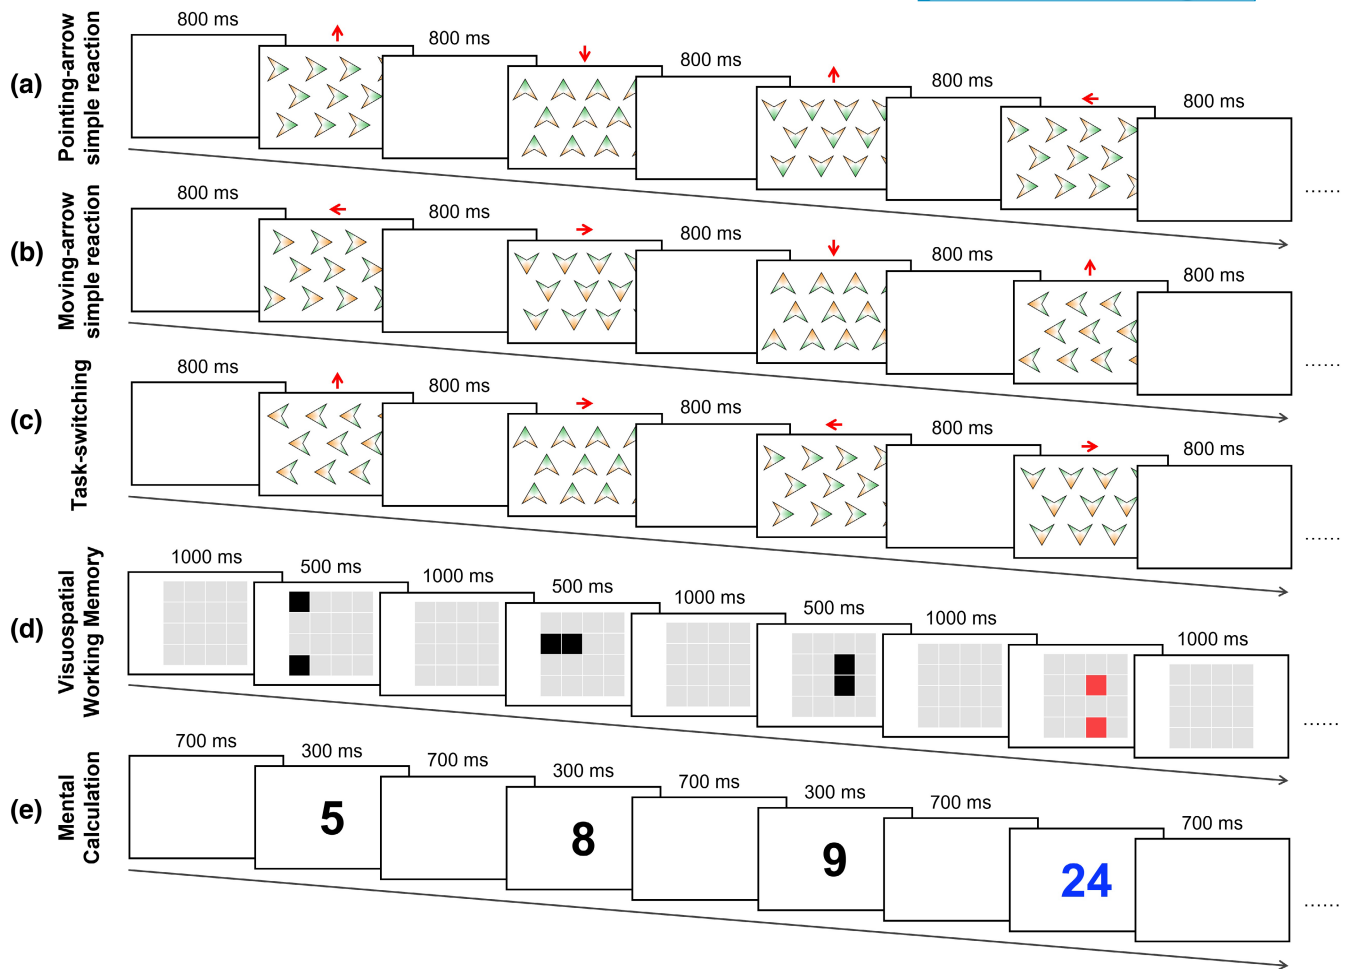 (a)
Pointing-arrow
simple reaction
800 ms
800 ms
800 ms
800 ms
800 ms
......
(b)
Moving-arrow
simple reaction
800 ms
800 ms
800 ms
800 ms
800 ms
......
(c)
Task-switching
800 ms
800 ms
800 ms
800 ms
800 ms
......
(d)
Visuospatial
Working Memory
1000 ms
500 ms
1000 ms
500 ms
1000 ms
500 ms
1000 ms
1000 ms
......
(e)
Mental
Calculation
700 ms
300 ms
700 ms
300 ms
700 ms
300 ms
700 ms
700 ms
5
8
9
24
......